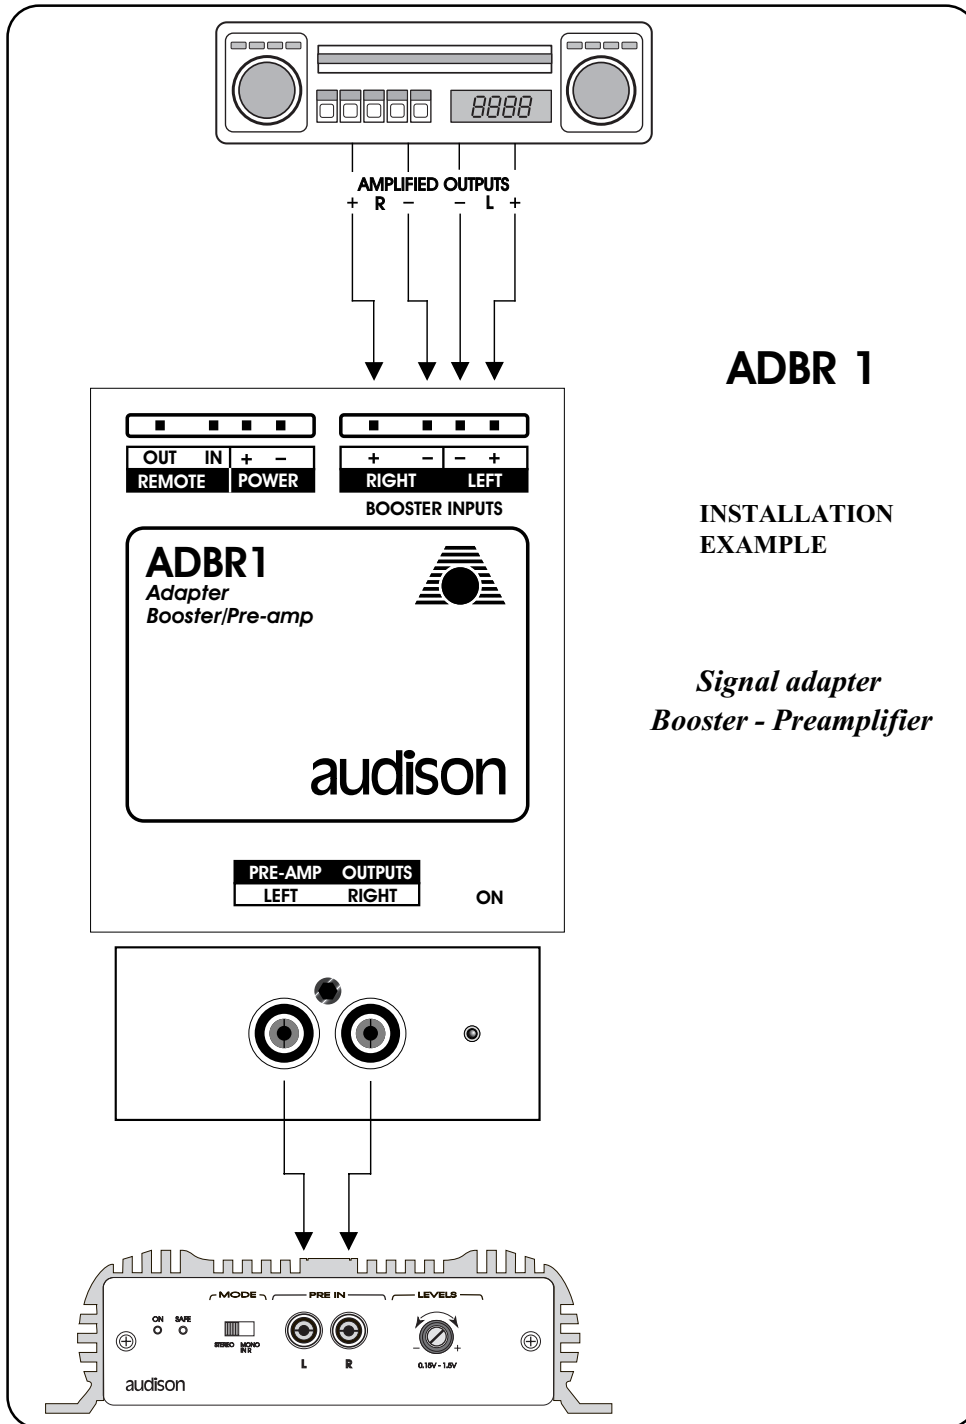 8888
AMPLIFIED OUTPUTS
+ R – – L +
ADBR 1
OUT IN + –
REMOTE POWER
+ – – +
RIGHT LEFT
BOOSTER INPUTS
INSTALLATION
EXAMPLE
ADBR1
Adapter
Booster/Pre-amp
Signal adapter
Booster - Preamplifier
audison
PRE-AMP OUTPUTS
LEFT RIGHT
ON
MODE PRE IN LEVELS
ON SAFE
STEREO MONO
IN R
– +
L R
0.15V - 1.5V
audison